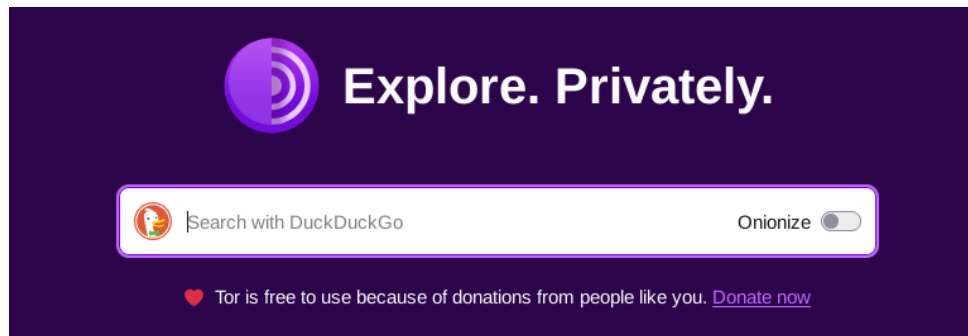 Explore. Privately.
Search with DuckDuckGo Onionize
Tor is free to use because of donations from people like you. Donate now